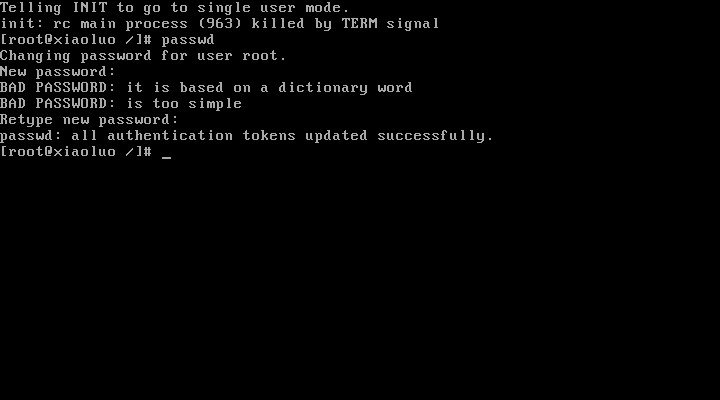 Telling INIT to go to single user mode.
init: rc main process (963) killed by TERM signal
[root@xiaoluo /]# passwd
Changing password for user root.
New password:
BAD PASSWORD: it is based on a dictionary word
BAD PASSWORD: is too simple
Retype new password:
passwd: all authentication tokens updated successfully.
[root@xiaoluo /]# _